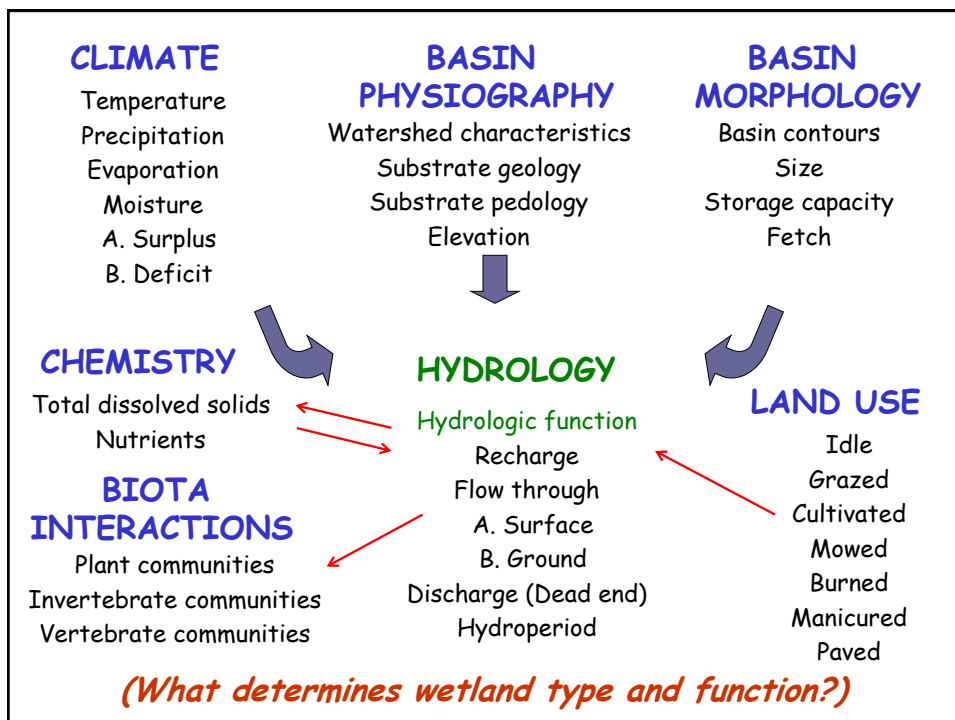 CLIMATE
Temperature
Precipitation
Evaporation
Moisture
A. Surplus
B. Deficit
BASIN
PHYSIOGRAPHY
Watershed characteristics
Substrate geology
Substrate pedology
Elevation
BASIN
MORPHOLOGY
Basin contours
Size
Storage capacity
Fetch
CHEMISTRY
Total dissolved solids
Nutrients
BIOTA
INTERACTIONS
Plant communities
Invertebrate communities
Vertebrate communities
HYDROLOGY
Hydrologic function
Recharge
Flow through
A. Surface
B. Ground
Discharge (Dead end)
Hydroperiod
LAND USE
Idle
Grazed
Cultivated
Mowed
Burned
Manicured
Paved
(What determines wetland type and function?)